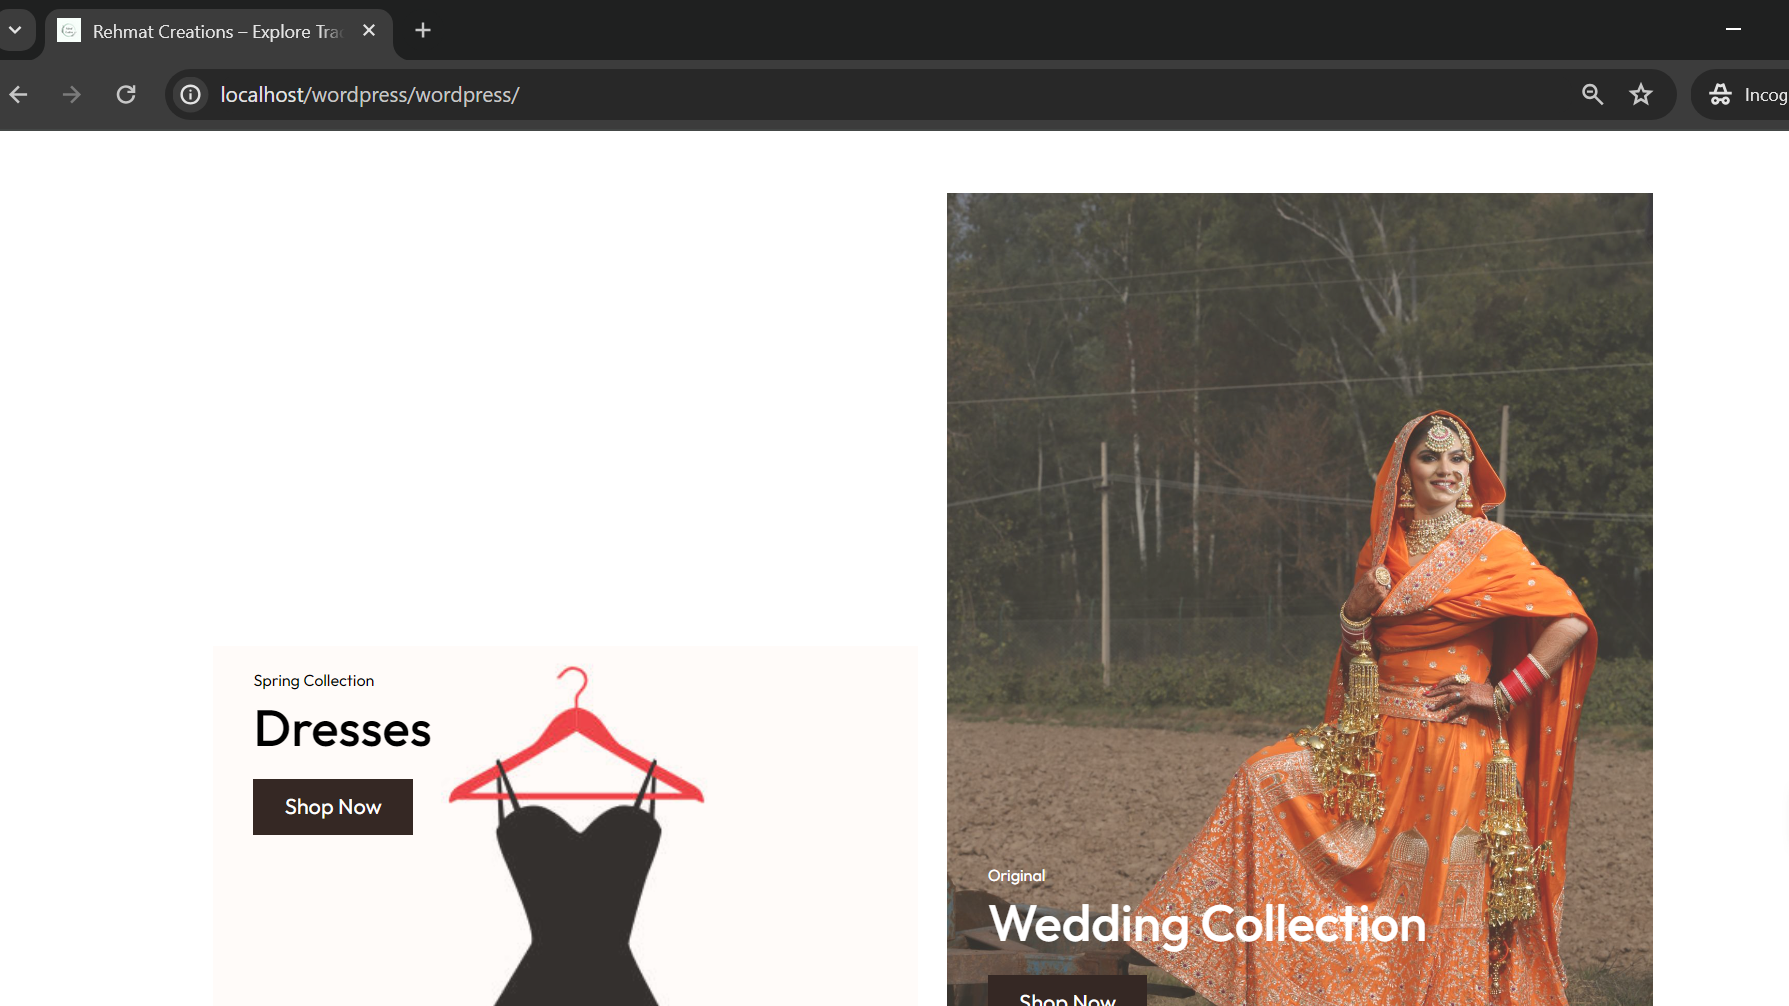 Rehmat Creations – Explore Tra
localhost/wordpress/wordpress/
Incog
Spring Collection
Dresses
Shop Now
Original
Wedding Collection
Shop Now